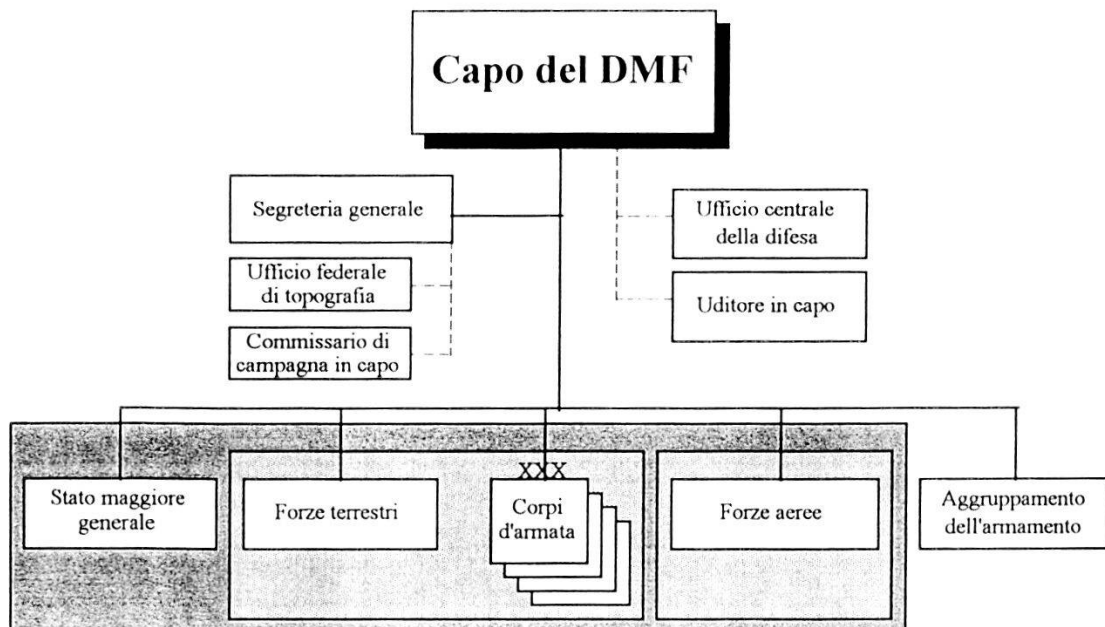 Capo del DMF
Segreteria generale
Ufficio centrale
della difesa
Ufficio federale
di topografia
Uditore in capo
Commissario di
campagna in capo
XXX
Stato maggiore
generale
Forze terrestri
Corpi
d'armata
Forze aeree
Aggruppamento
dell'armamento